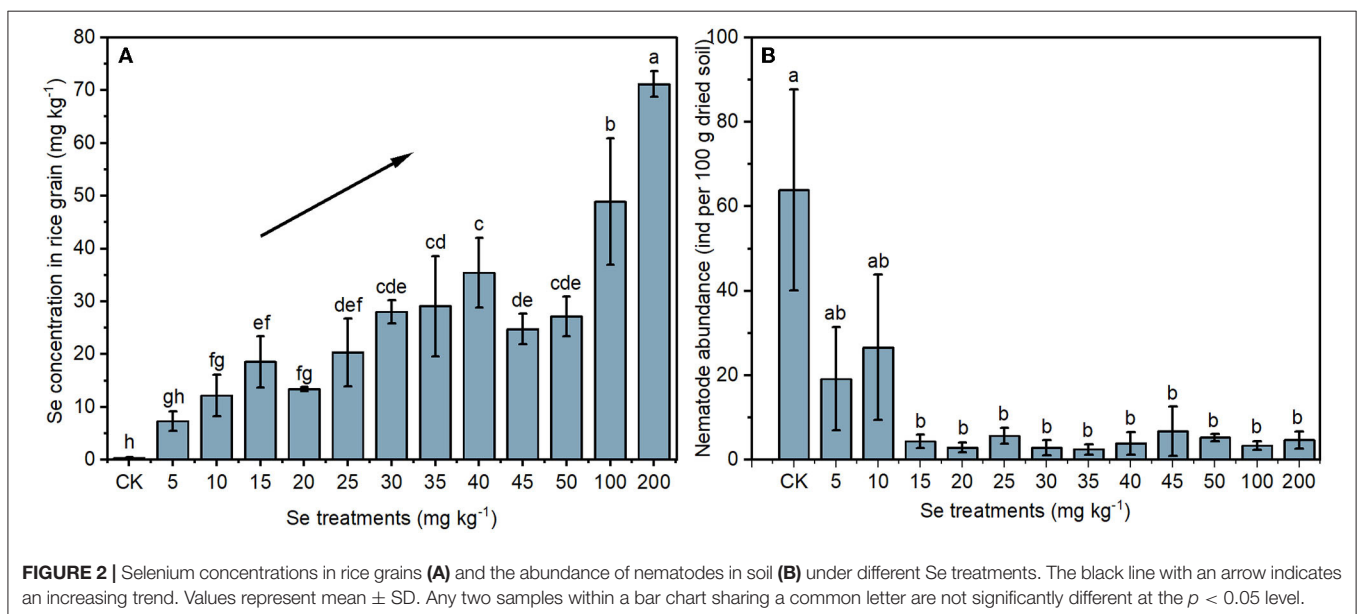 A
Se concentration in rice grain (mg kg⁻¹)
80
70
60
50
40
30
20
10
0
h
gh
fg
ef
fg
def
cde
cd
c
de
cde
b
a
CK 5 10 15 20 25 30 35 40 45 50 100 200
Se treatments (mg kg⁻¹)
B
Nematode abundance (ind per 100 g dried soil)
100
80
60
40
20
0
a
ab
ab
b
b
b
b
b
b
b
b
b
b
CK 5 10 15 20 25 30 35 40 45 50 100 200
Se treatments (mg kg⁻¹)
FIGURE 2 | Selenium concentrations in rice grains (A) and the abundance of nematodes in soil (B) under different Se treatments. The black line with an arrow indicates
an increasing trend. Values represent mean ± SD. Any two samples within a bar chart sharing a common letter are not significantly different at the p < 0.05 level.